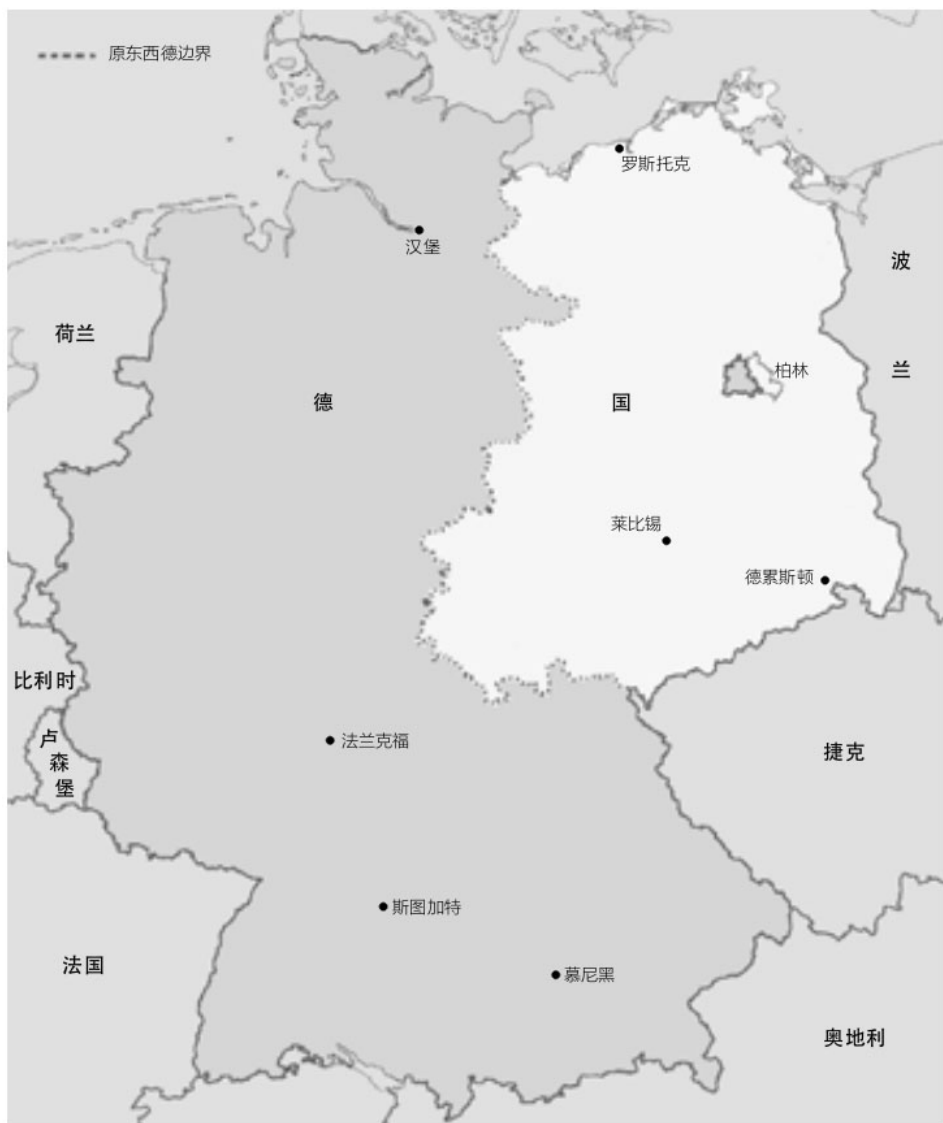 原东西德边界
罗斯托克
汉堡
波
兰
荷兰
柏林
德
国
莱比锡
德累斯顿
比利时
卢
森
堡
法兰克福
捷克
斯图加特
法国
慕尼黑
奥地利